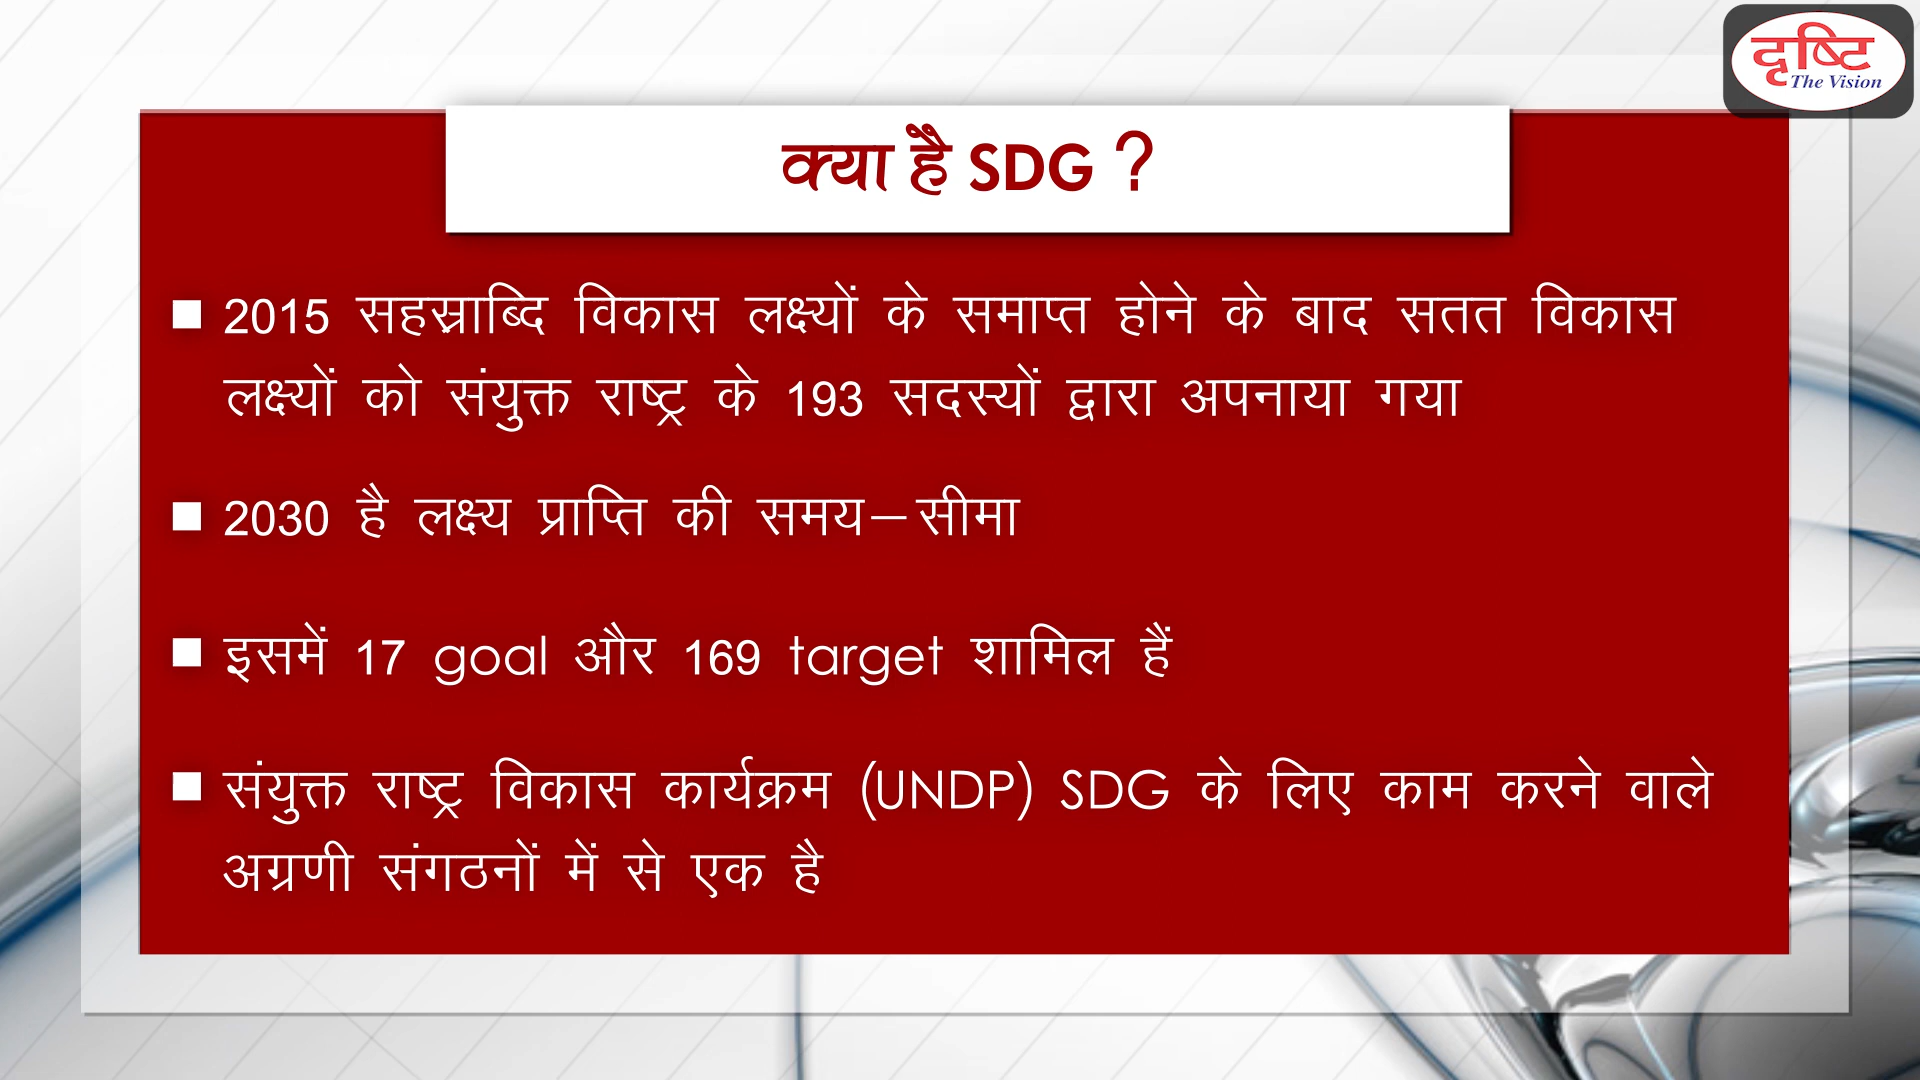 दृष्टि
The Vision
क्या है SDG ?
■ 2015 सहस्राब्दि विकास लक्ष्यों के समाप्त होने के बाद सतत विकास
लक्ष्यों को संयुक्त राष्ट्र के 193 सदस्यों द्वारा अपनाया गया
■ 2030 है लक्ष्य प्राप्ति की समय–सीमा
■ इसमें 17 goal और 169 target शामिल हैं
■ संयुक्त राष्ट्र विकास कार्यक्रम (UNDP) SDG के लिए काम करने वाले
अग्रणी संगठनों में से एक है